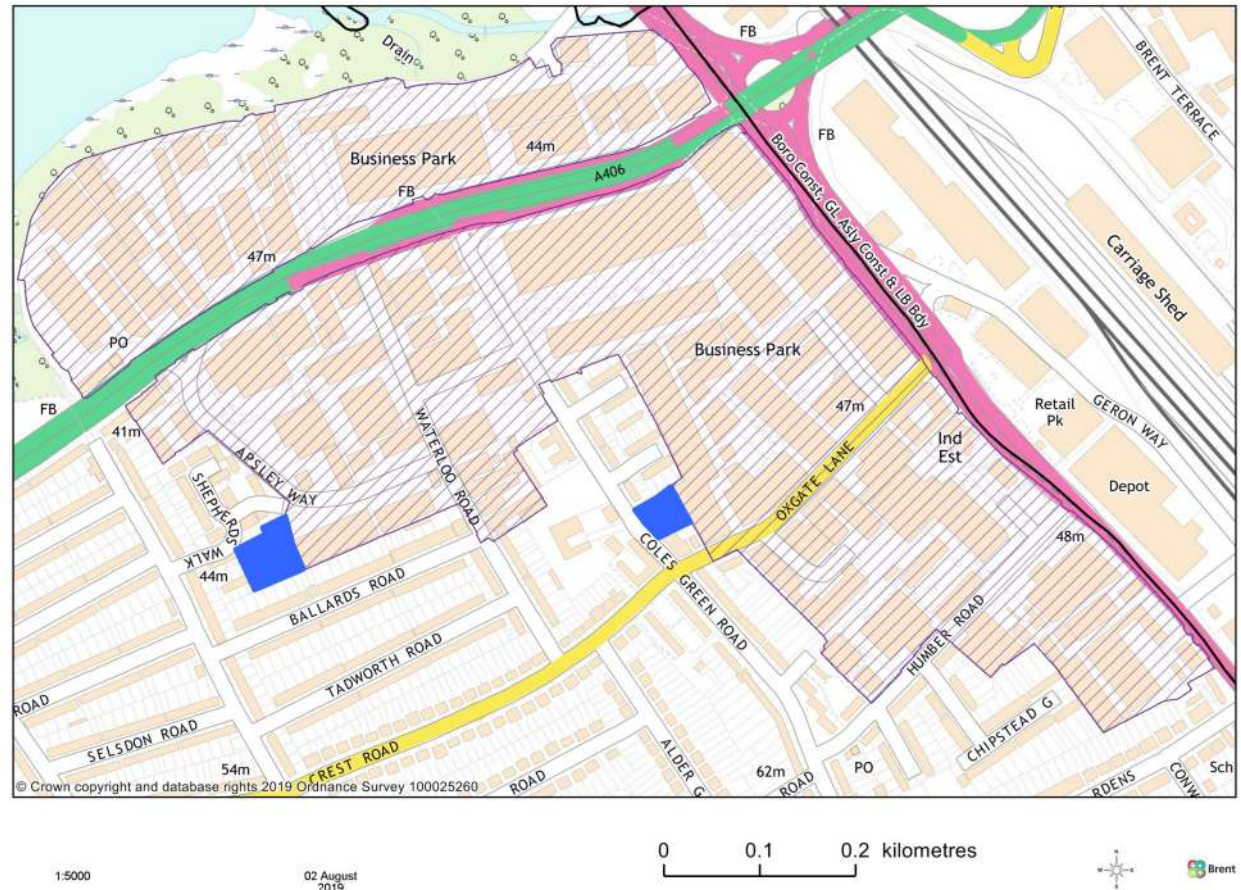 FB
Drain
BRENT TERRACE
Business Park
44m
FB
FB
A406
Boro Const, GL Asly Const & LB Bdy
47m
Carriage Shed
PO
Business Park
FB
41m
47m
Retail
Pk
GERON WAY
Ind
Est
WATERLOO ROAD
OXGATE LANE
APSLEY WAY
SHEPHERDS
WALK
Depot
48m
44m
COLES GREEN ROAD
BALLARDS ROAD
HUMBER ROAD
TADWORTH ROAD
ROAD
SELSDON ROAD
CHIPSTEAD G
ALDER G
CREST ROAD
54m
62m
PO
Sch
ROAD
ROAD
RDENS
CONW
© Crown copyright and database rights 2019 Ordnance Survey 100025260
0 0.1 0.2 kilometres
1:5000
02 August
2019
N
W
E
S
Brent